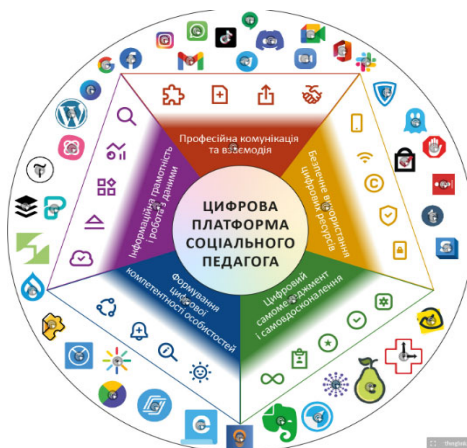 Професійна комунікація
та взаємодія
Інформаційна грамотність
і робота з даними
Безпечне використання
цифрових ресурсів
ЦИФРОВА
ПЛАТФОРМА
СОЦІАЛЬНОГО
ПЕДАГОГА
Формування
цифрової
компетентності особистостей
Цифровий
самоменеджмент
і самовдосконалення